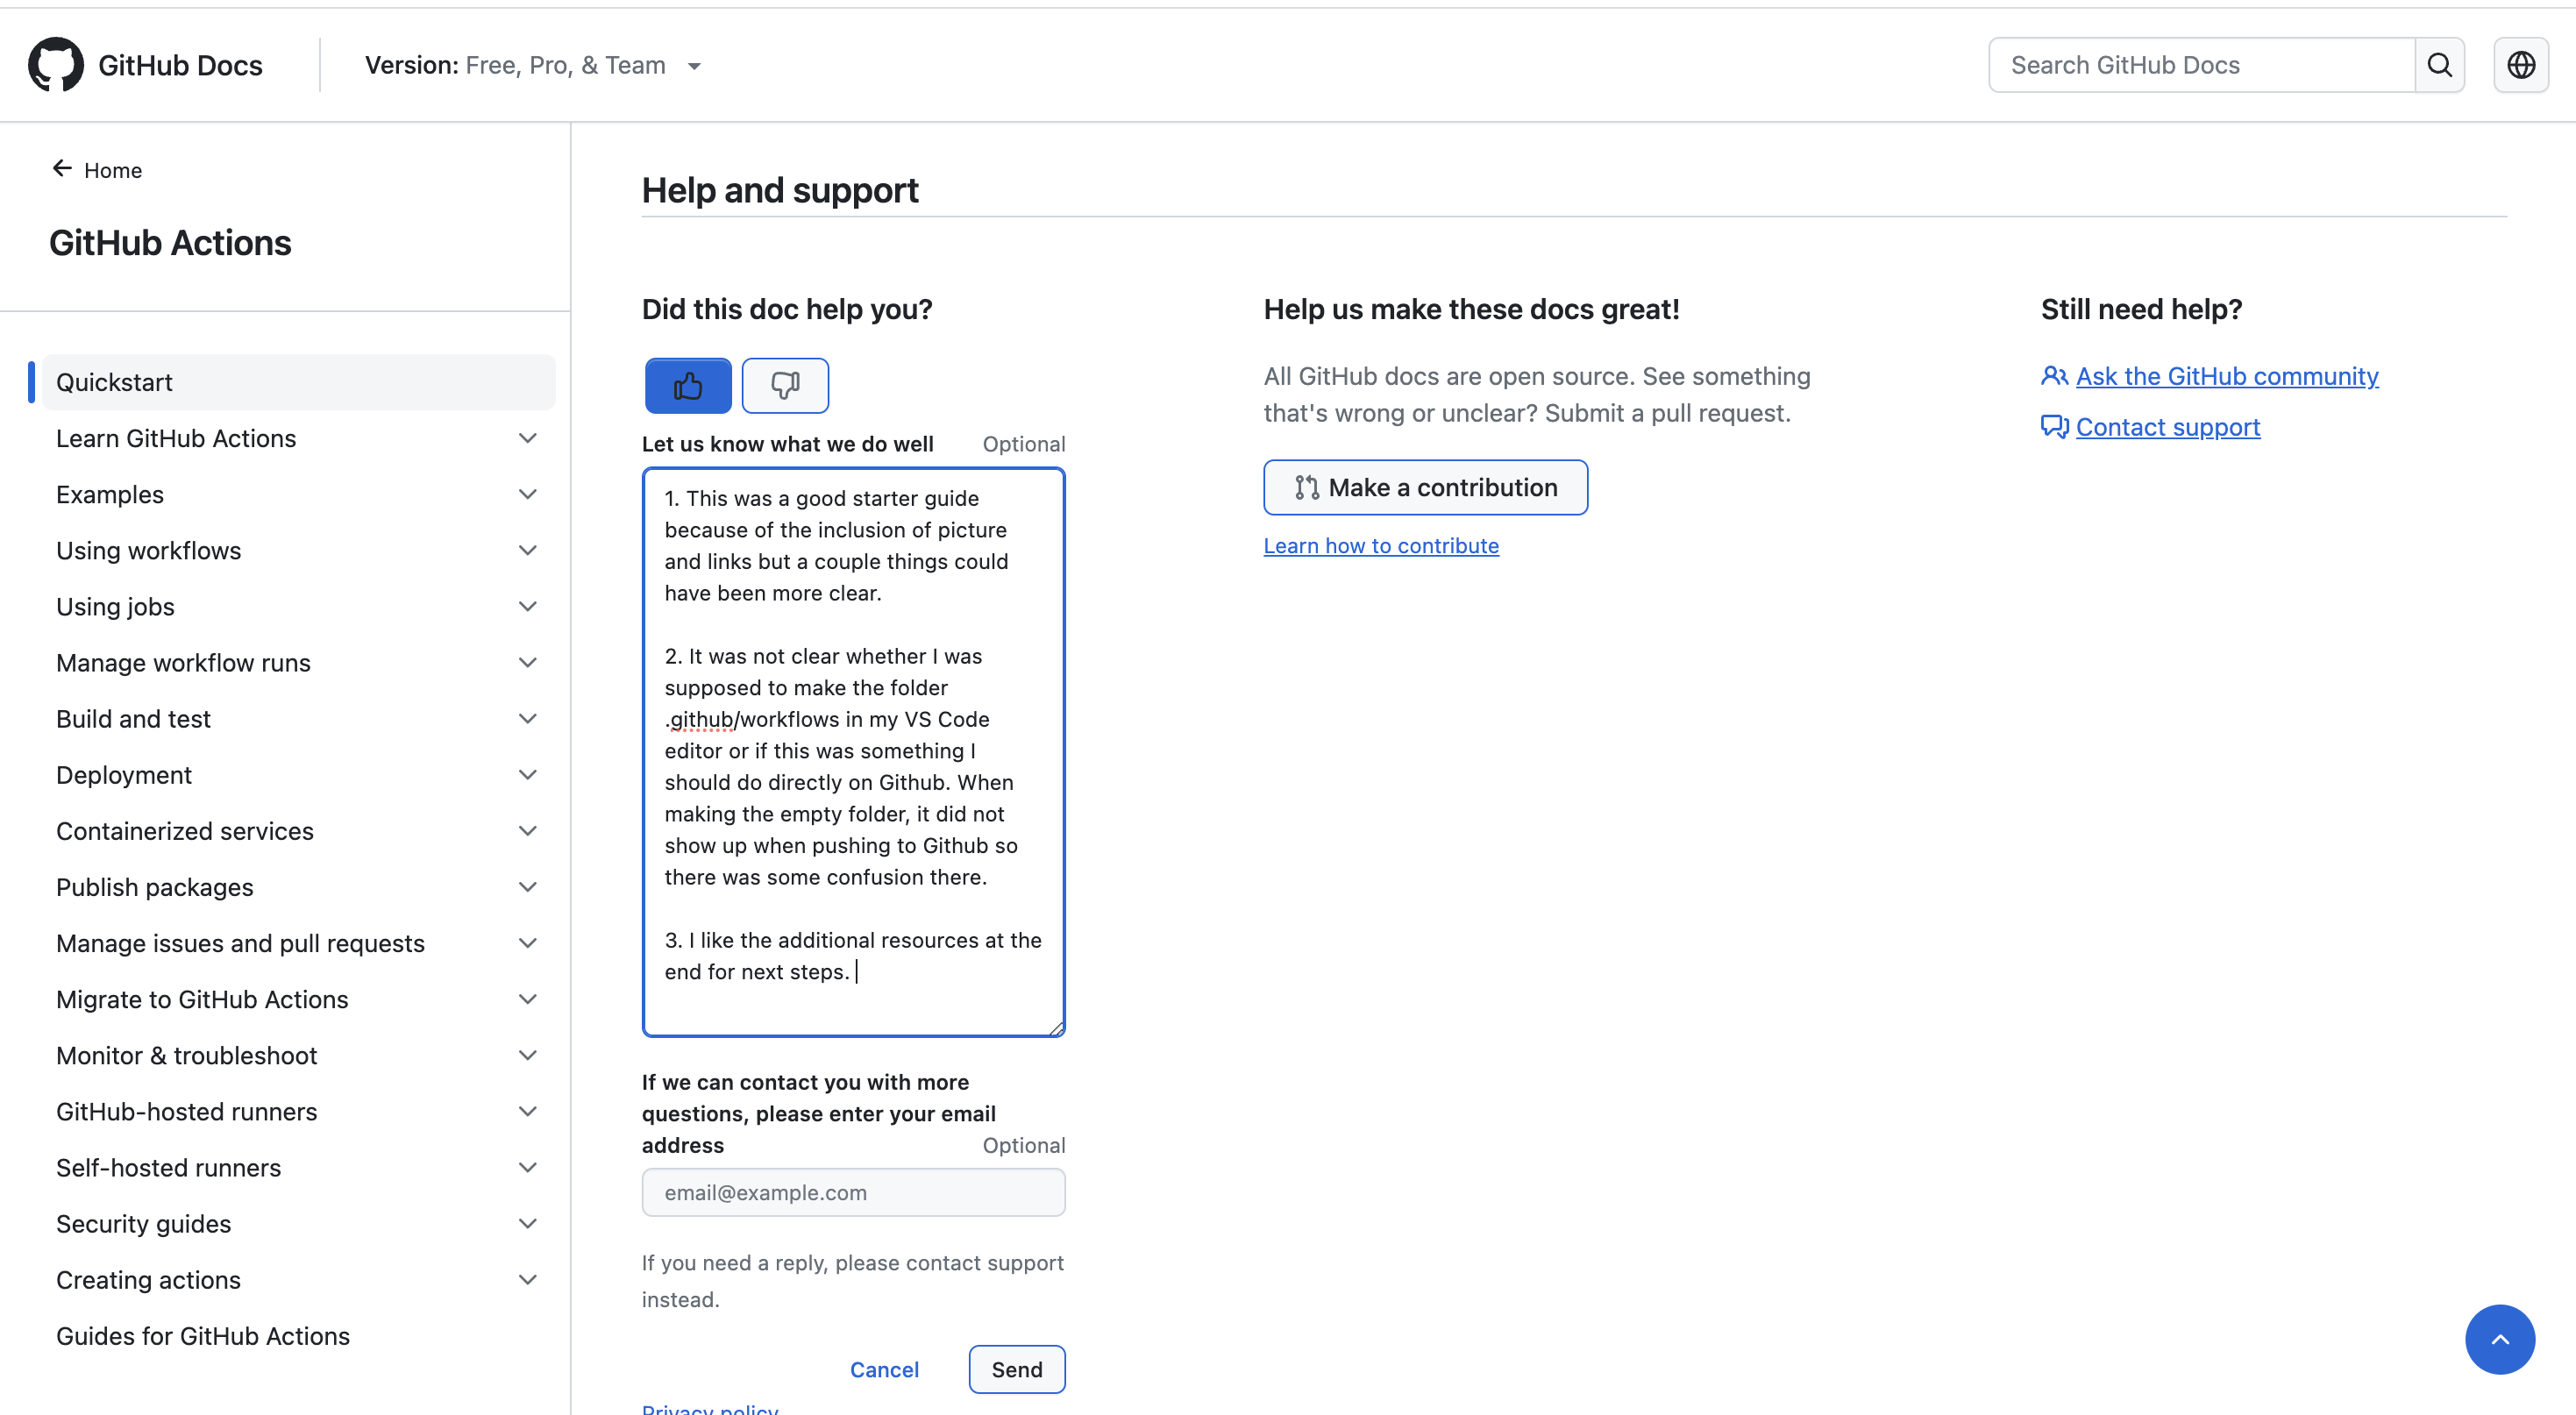 GitHub Docs
Version: Free, Pro, & Team
Search GitHub Docs
Home
GitHub Actions
Quickstart
Learn GitHub Actions
Examples
Using workflows
Using jobs
Manage workflow runs
Build and test
Deployment
Containerized services
Publish packages
Manage issues and pull requests
Migrate to GitHub Actions
Monitor & troubleshoot
GitHub-hosted runners
Self-hosted runners
Security guides
Creating actions
Guides for GitHub Actions
Help and support
Did this doc help you?
Let us know what we do well Optional
1. This was a good starter guide
because of the inclusion of picture
and links but a couple things could
have been more clear.
2. It was not clear whether I was
supposed to make the folder
.github/workflows in my VS Code
editor or if this was something I
should do directly on Github. When
making the empty folder, it did not
show up when pushing to Github so
there was some confusion there.
3. I like the additional resources at the
end for next steps.
If we can contact you with more
questions, please enter your email
address Optional
email@example.com
If you need a reply, please contact support
instead.
Cancel Send
Privacy policy
Help us make these docs great!
All GitHub docs are open source. See something
that's wrong or unclear? Submit a pull request.
Make a contribution
Learn how to contribute
Still need help?
Ask the GitHub community
Contact support